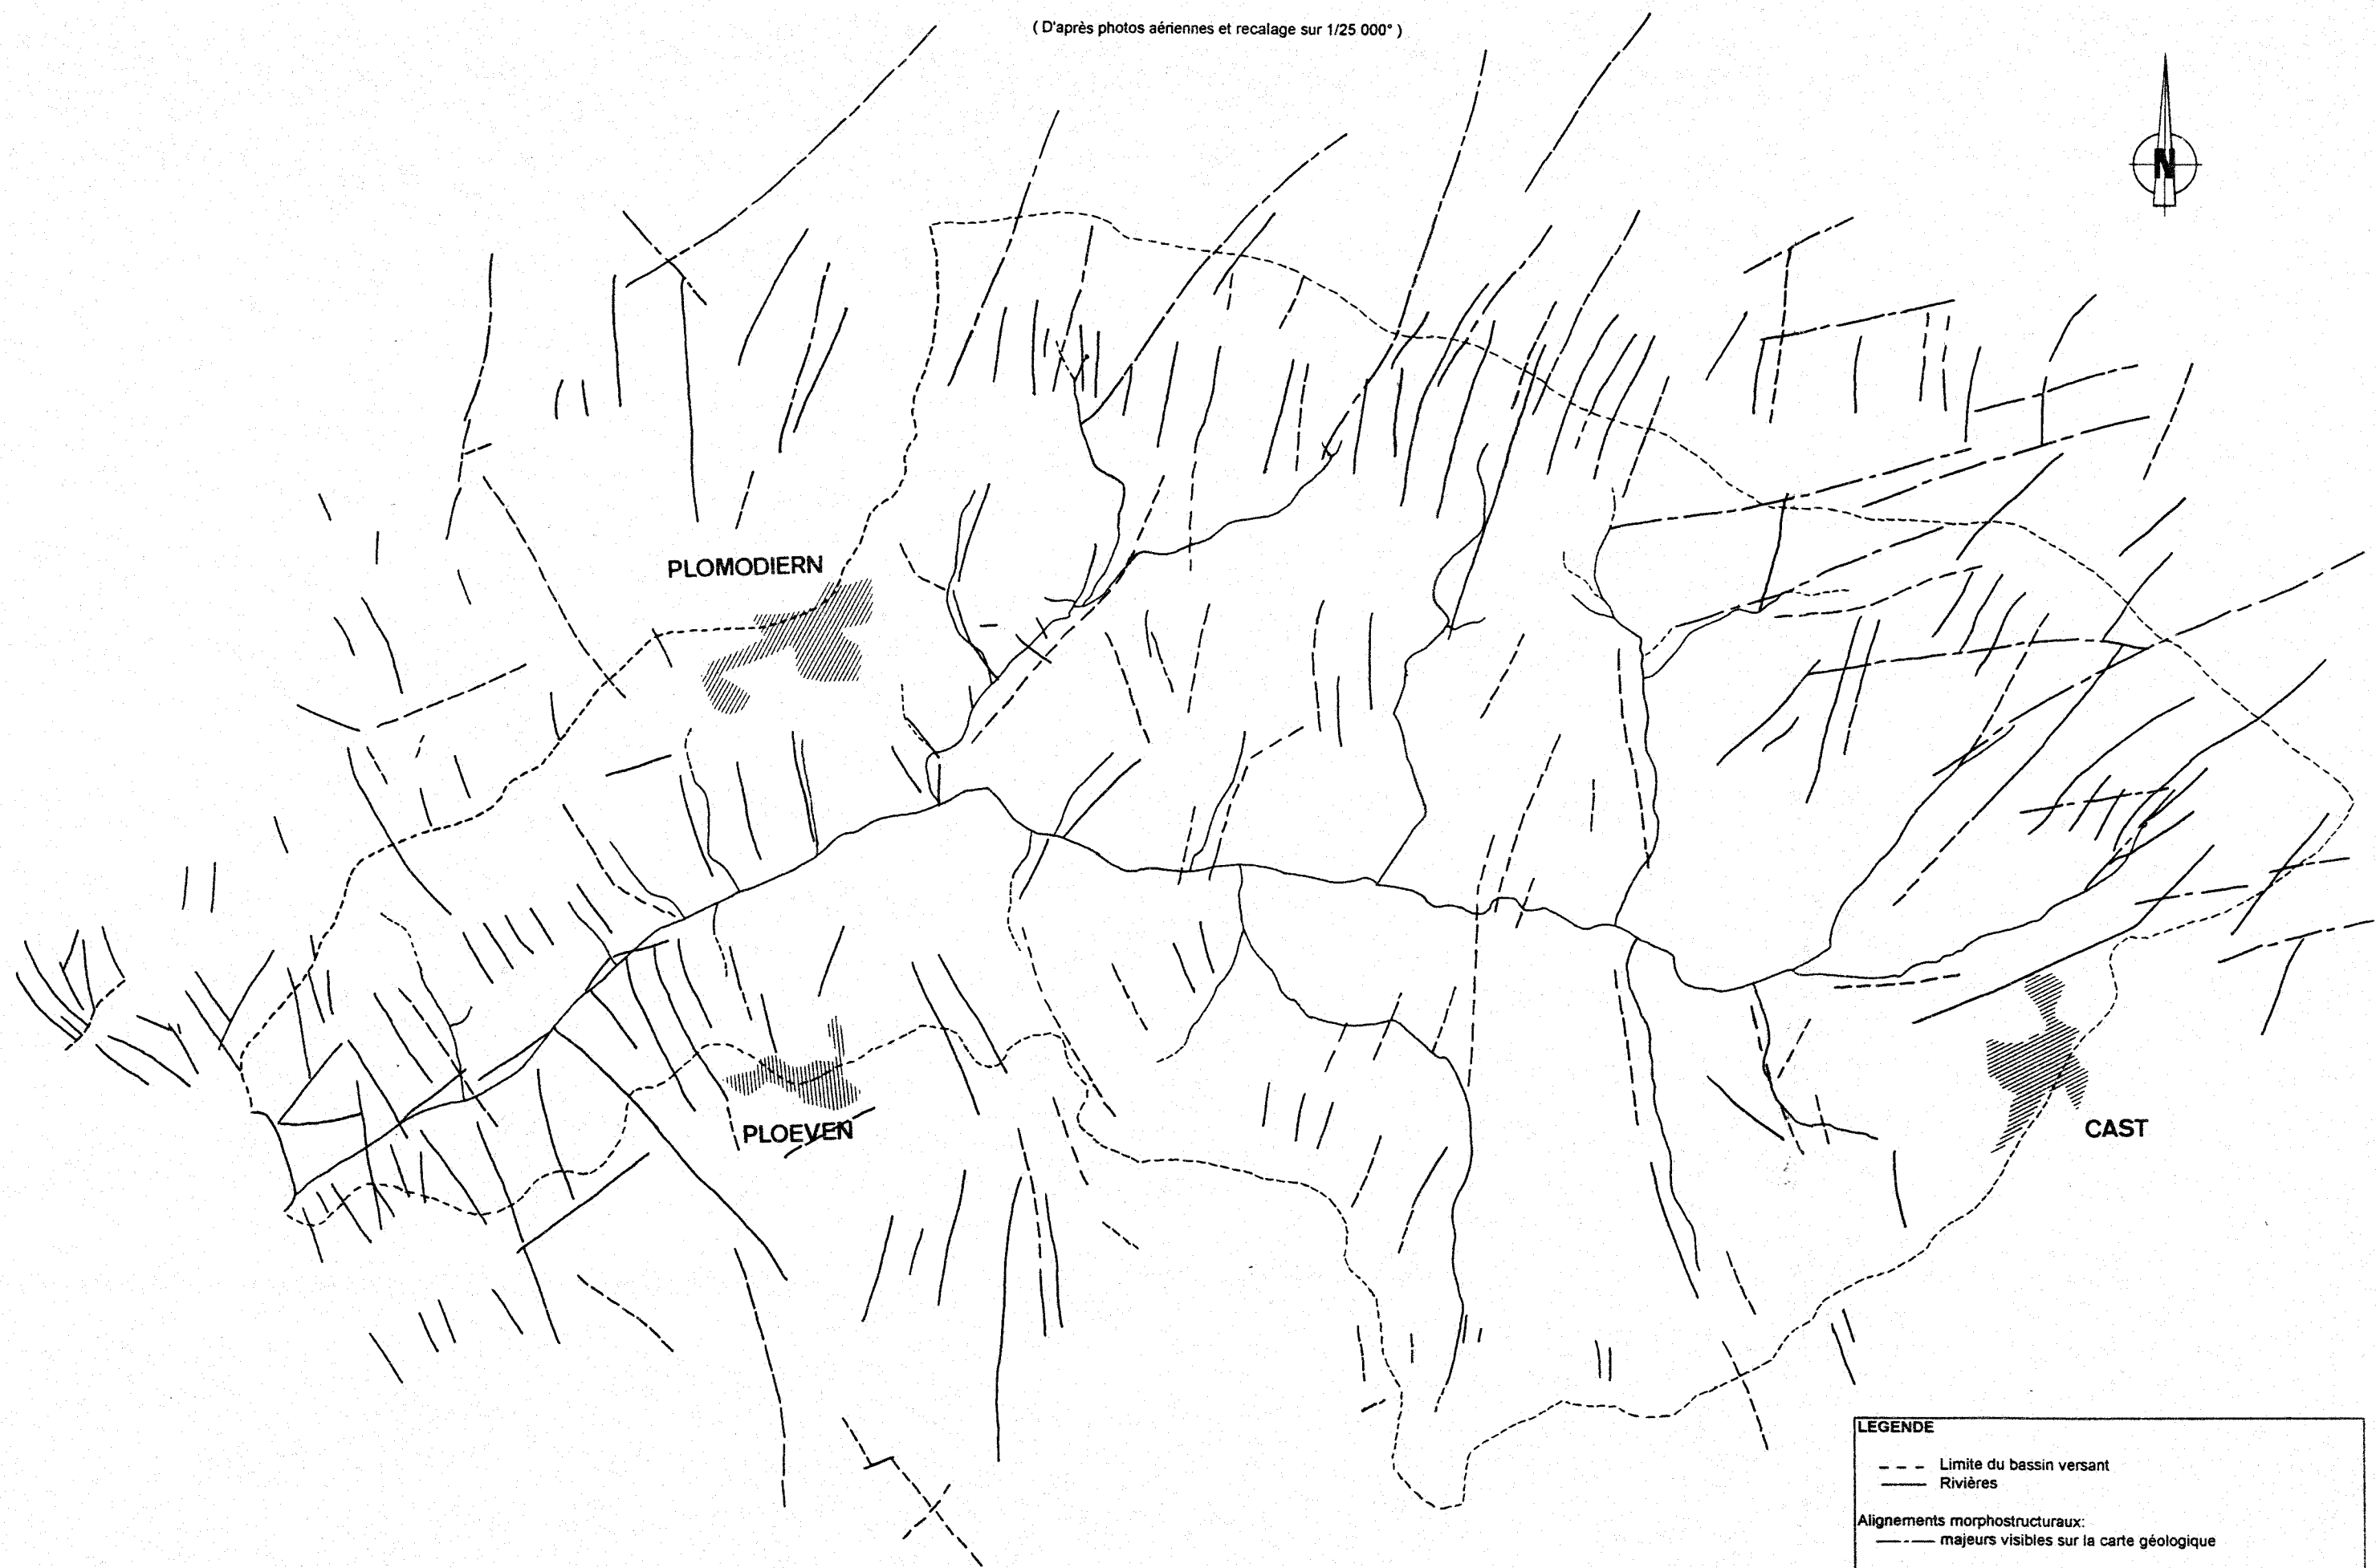 ( D'après photos aériennes et recalage sur 1/25 000° )
N
PLOMODIERN
PLOEVEN
CAST
LEGENDE
Limite du bassin versant
Rivières
Alignements morphostructuraux:
majeurs visibles sur la carte géologique